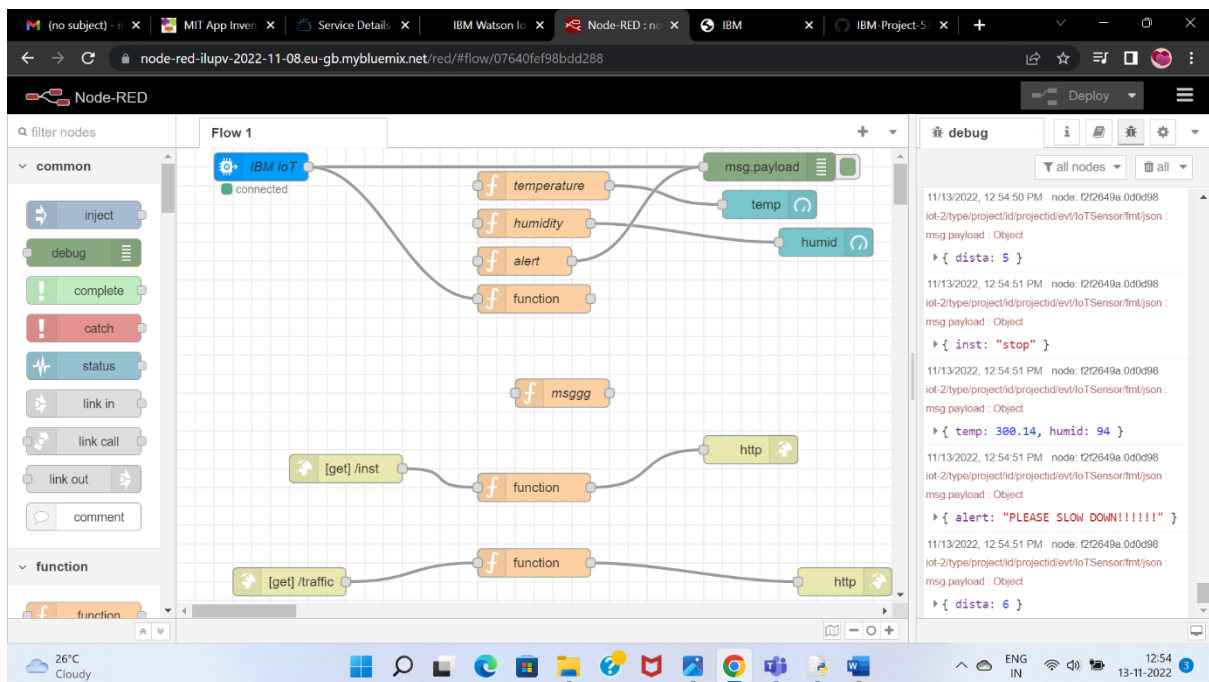 (no subject) - n
MIT App Inven
Service Details
IBM Watson Io
Node-RED : no
IBM
IBM-Project-53
node-red-ilupv-2022-11-08.eu-gb.mybluemix.net/red/#flow/07640fef98bdd288
Node-RED
Deploy
filter nodes
Flow 1
debug
i
all nodes
all
common
inject
debug
complete
catch
status
link in
link call
link out
comment
function
function
IBM IoT
connected
temperature
humidity
alert
function
msg.payload
temp
humid
msggg
[get] /inst
function
http
[get] /traffic
function
http
11/13/2022, 12:54:50 PM node: f2f2649a.0d0d98
iot-2/type/project/id/projectid/evt/IoTSensor/fmt/json :
msg.payload : Object
{ dista: 5 }
11/13/2022, 12:54:51 PM node: f2f2649a.0d0d98
iot-2/type/project/id/projectid/evt/IoTSensor/fmt/json :
msg.payload : Object
{ inst: "stop" }
11/13/2022, 12:54:51 PM node: f2f2649a.0d0d98
iot-2/type/project/id/projectid/evt/IoTSensor/fmt/json :
msg.payload : Object
{ temp: 300.14, humid: 94 }
11/13/2022, 12:54:51 PM node: f2f2649a.0d0d98
iot-2/type/project/id/projectid/evt/IoTSensor/fmt/json :
msg.payload : Object
{ alert: "PLEASE SLOW DOWN!!!!!!" }
11/13/2022, 12:54:51 PM node: f2f2649a.0d0d98
iot-2/type/project/id/projectid/evt/IoTSensor/fmt/json :
msg.payload : Object
{ dista: 6 }
26°C
Cloudy
ENG
IN
12:54
13-11-2022
3